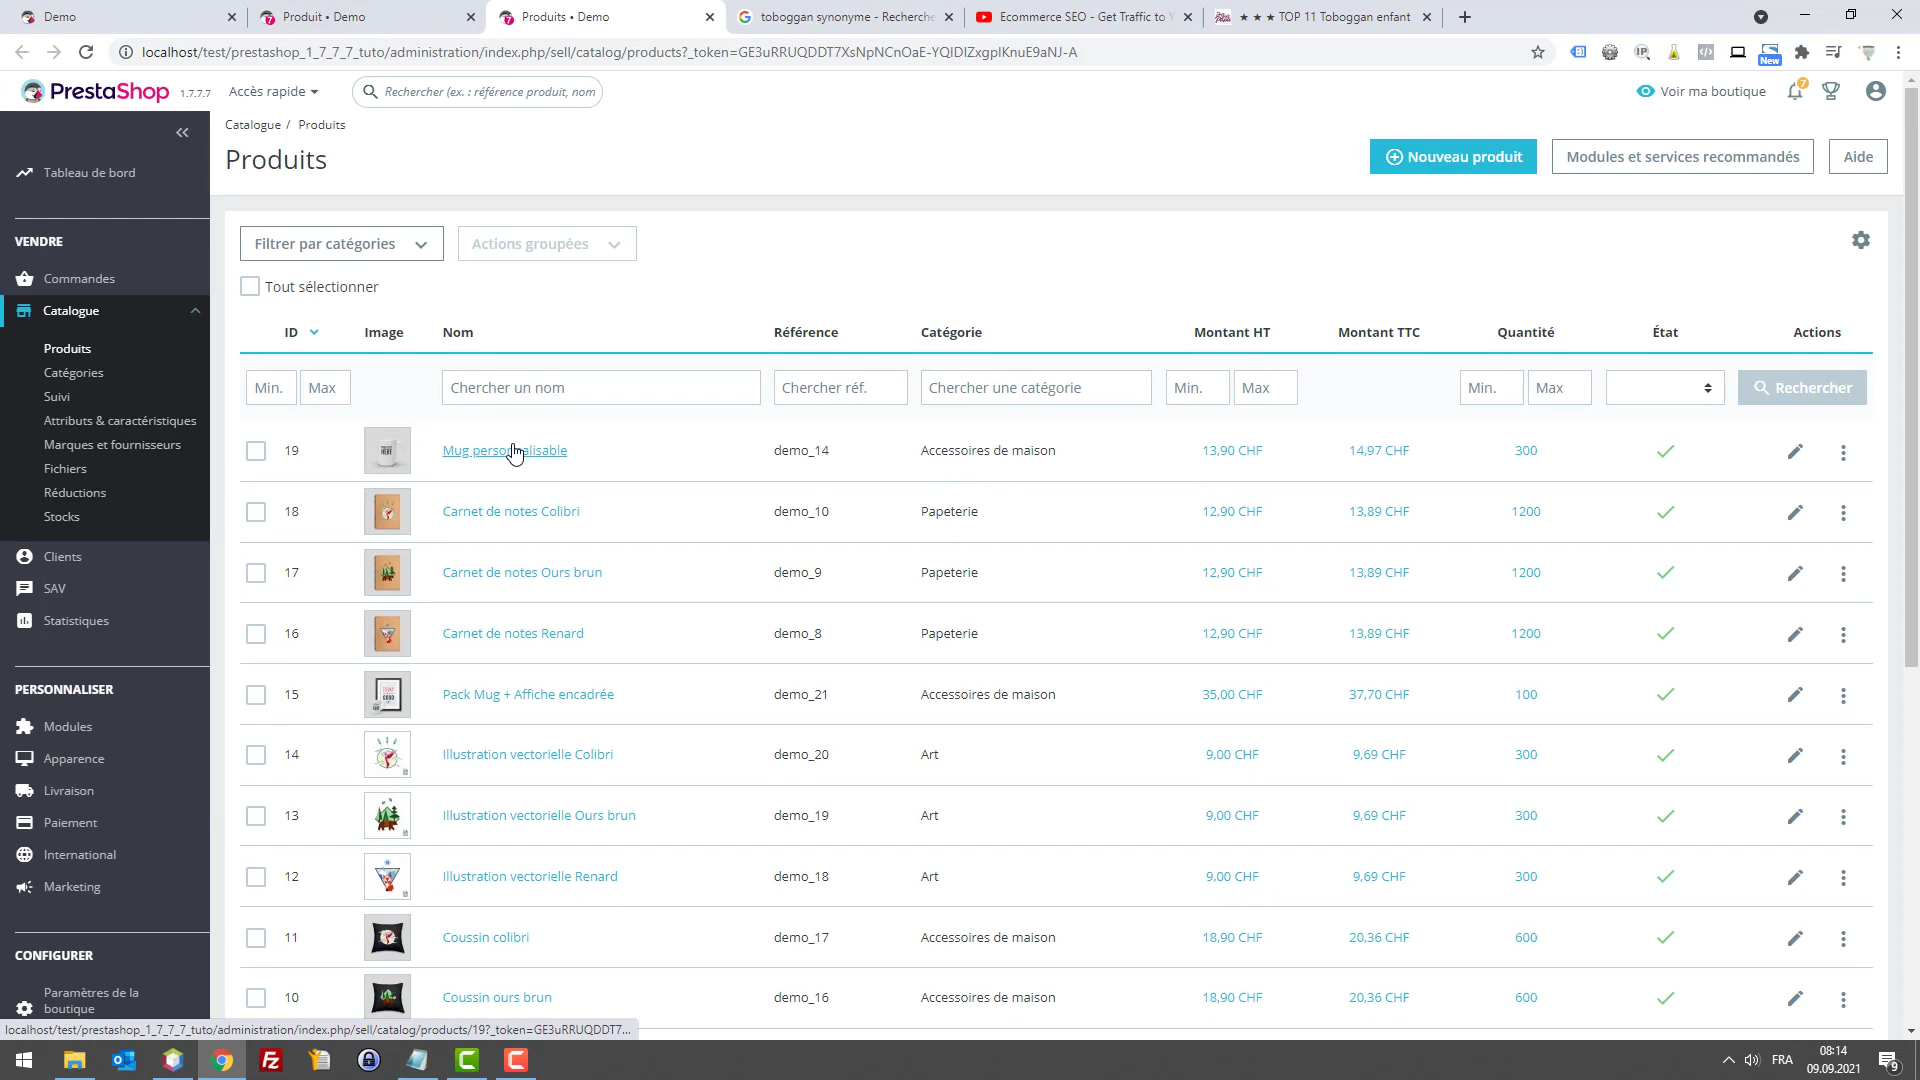 Demo
Produit • Demo
Produits • Demo
toboggan synonyme - Recherche
Ecommerce SEO - Get Traffic to Y
★ ★ ★ TOP 11 Toboggan enfant
localhost/test/prestashop_1_7_7_7_tuto/administration/index.php/sell/catalog/products?_token=GE3uRRUQDDT7XsNpNCnOaE-YQIDIZxgplKnuE9aNJ-A
New
PrestaShop 1.7.7.7
Accès rapide
Rechercher (ex. : référence produit, nom
Voir ma boutique
7
Catalogue / Produits
Produits
Nouveau produit
Modules et services recommandés
Aide
Tableau de bord
VENDRE
Commandes
Catalogue
Produits
Catégories
Suivi
Attributs & caractéristiques
Marques et fournisseurs
Fichiers
Réductions
Stocks
Clients
SAV
Statistiques
PERSONNALISER
Modules
Apparence
Livraison
Paiement
International
Marketing
CONFIGURER
Paramètres de la
boutique
Filtrer par catégories
Actions groupées
Tout sélectionner
ID Image Nom Référence Catégorie Montant HT Montant TTC Quantité État Actions
Min. Max Chercher un nom Chercher réf. Chercher une catégorie Min. Max Min. Max Rechercher
19 Mug personnalisable demo_14 Accessoires de maison 13,90 CHF 14,97 CHF 300
18 Carnet de notes Colibri demo_10 Papeterie 12,90 CHF 13,89 CHF 1200
17 Carnet de notes Ours brun demo_9 Papeterie 12,90 CHF 13,89 CHF 1200
16 Carnet de notes Renard demo_8 Papeterie 12,90 CHF 13,89 CHF 1200
15 Pack Mug + Affiche encadrée demo_21 Accessoires de maison 35,00 CHF 37,70 CHF 100
14 Illustration vectorielle Colibri demo_20 Art 9,00 CHF 9,69 CHF 300
13 Illustration vectorielle Ours brun demo_19 Art 9,00 CHF 9,69 CHF 300
12 Illustration vectorielle Renard demo_18 Art 9,00 CHF 9,69 CHF 300
11 Coussin colibri demo_17 Accessoires de maison 18,90 CHF 20,36 CHF 600
10 Coussin ours brun demo_16 Accessoires de maison 18,90 CHF 20,36 CHF 600
localhost/test/prestashop_1_7_7_7_tuto/administration/index.php/sell/catalog/products/19?_token=GE3uRRUQDDT7...
FRA
08:14
09.09.2021
9